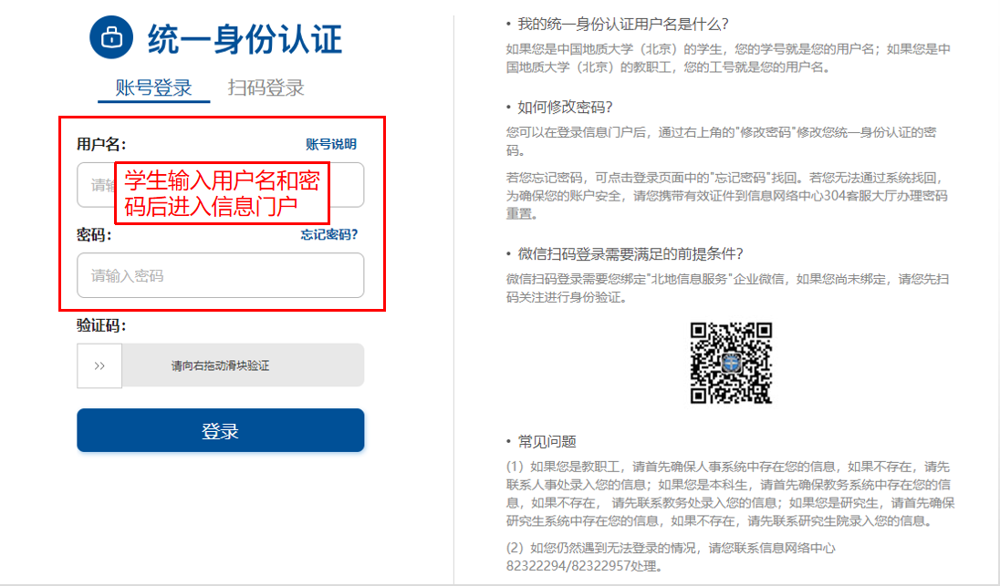 统一身份认证
账号登录 扫码登录
用户名： 账号说明
请输
学生输入用户名和密
码后进入信息门户
密码： 忘记密码?
请输入密码
验证码：
>> 请向右拖动滑块验证
登录
• 我的统一身份认证用户名是什么?
如果您是中国地质大学（北京）的学生，您的学号就是您的用户名；如果您是中
国地质大学（北京）的教职工，您的工号就是您的用户名。
• 如何修改密码?
您可以在登录信息门户后，通过右上角的"修改密码"修改您统一身份认证的密
码。
若您忘记密码，可点击登录页面中的"忘记密码"找回。若您无法通过系统找回，
为确保您的账户安全，请您携带有效证件到信息网络中心304客服大厅办理密码
重置。
• 微信扫码登录需要满足的前提条件?
微信扫码登录需要您绑定"北地信息服务"企业微信，如果您尚未绑定，请您先扫
码关注进行身份验证。
• 常见问题
(1）如果您是教职工，请首先确保人事系统中存在您的信息，如果不存在，请先
联系人事处录入您的信息；如果您是本科生，请首先确保教务系统中存在您的信
息，如果不存在， 请先联系教务处录入您的信息；如果您是研究生，请首先确保
研究生系统中存在您的信息，如果不存在，请先联系研究生院录入您的信息。
(2）如您仍然遇到无法登录的情况，请您联系信息网络中心
82322294/82322957处理。